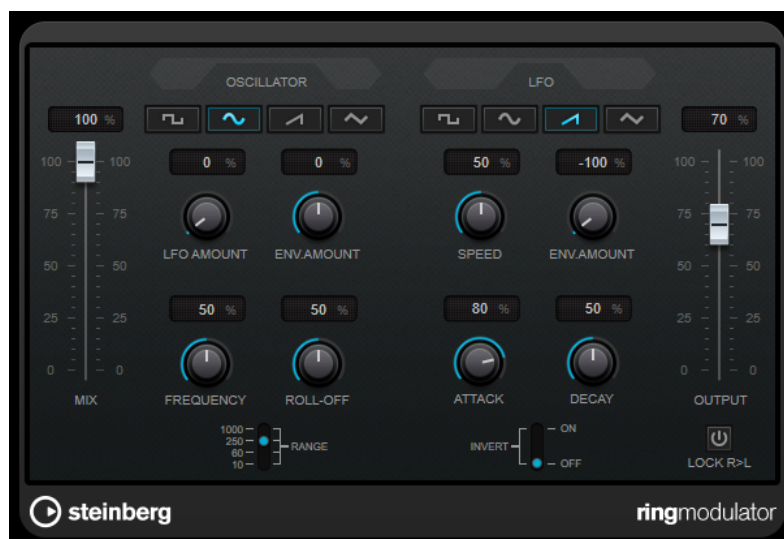 OSCILLATOR LFO
100 % 70 %
0 % 0 % 50 % -100 %
100 100 100 100
75 75 75 75
LFO AMOUNT ENV.AMOUNT SPEED ENV.AMOUNT
50 50 50 50
50 % 50 % 80 % 50 %
25 25 25 25
0 0 0 0
MIX FREQUENCY ROLL-OFF ATTACK DECAY OUTPUT
1000
250
60
10
RANGE
INVERT
ON
OFF
LOCK R>L
steinberg ringmodulator